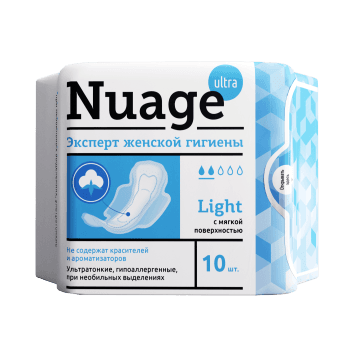 Nuage
ultra
Эксперт женской гигиены
Light
с мягкой
поверхностью
Не содержат красителей
и ароматизаторов
Ультратонкие, гипоаллергенные,
при необильных выделениях
10 шт.
Открывать